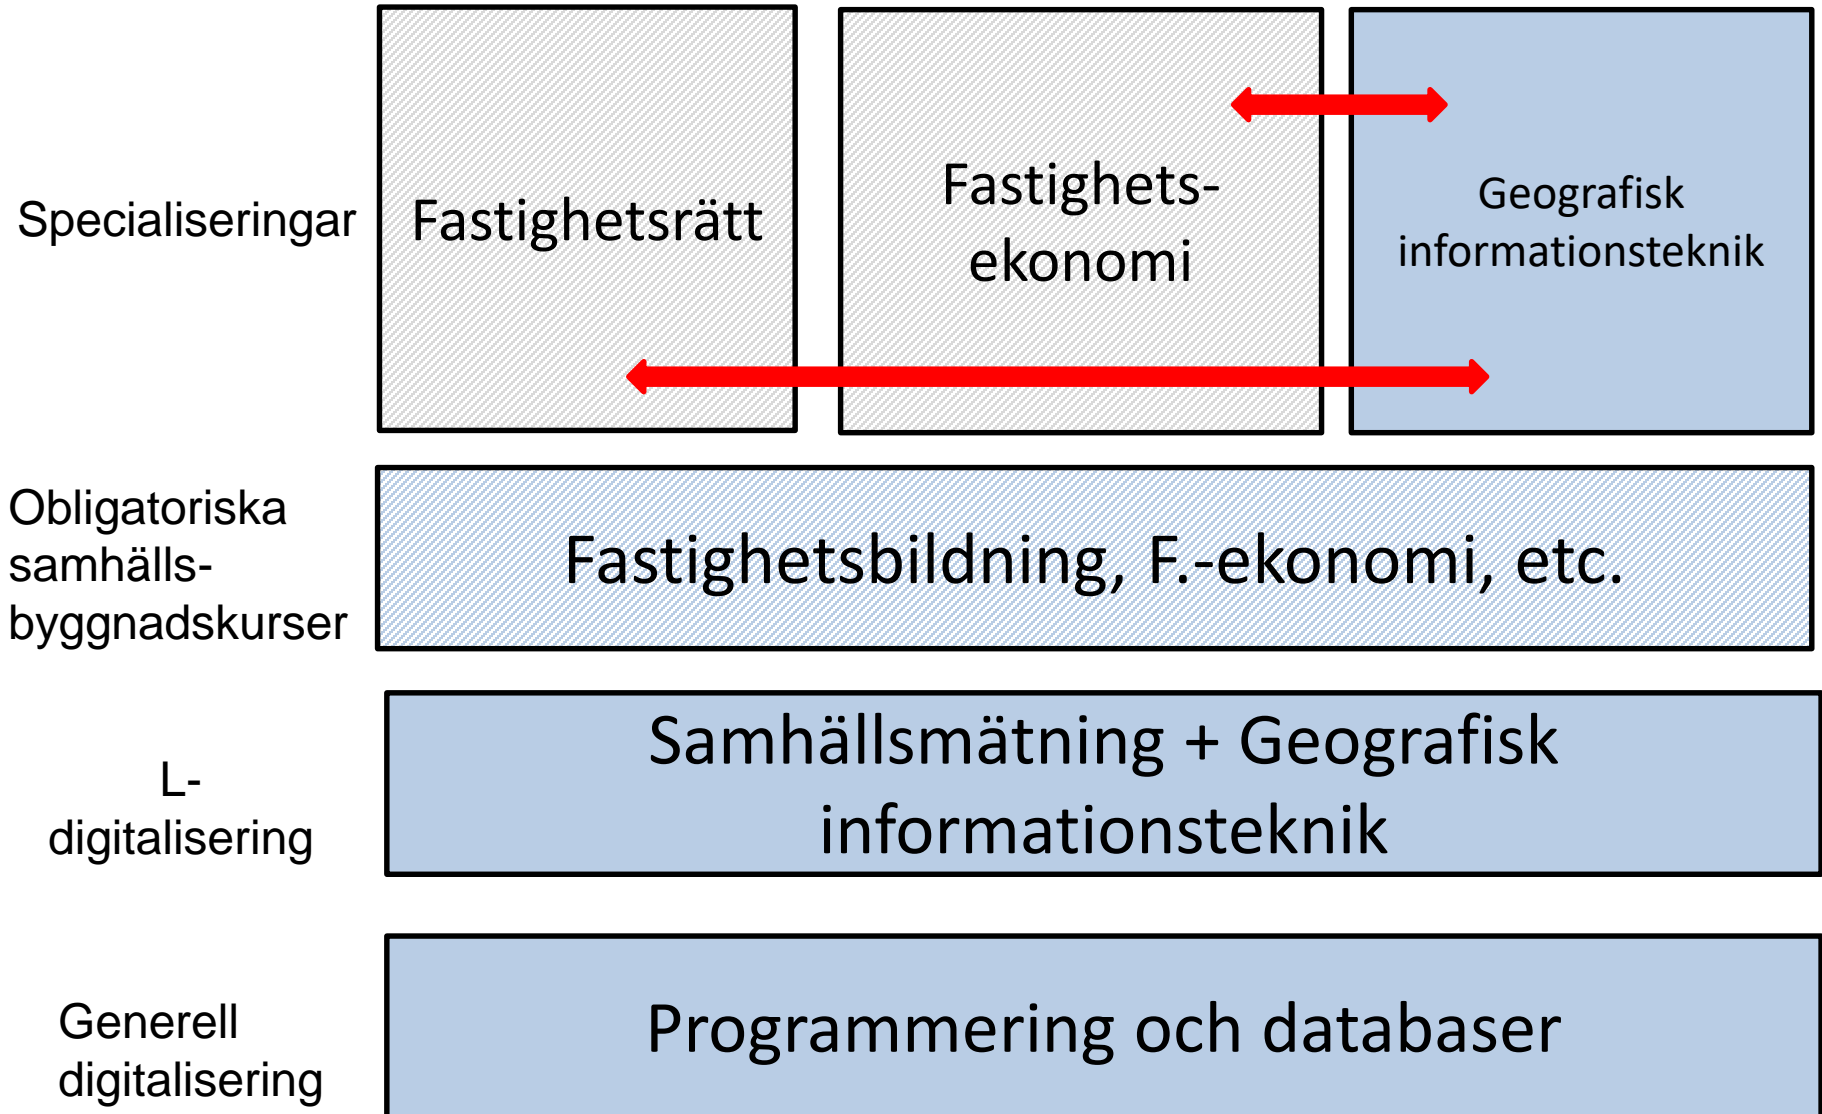 Specialiseringar
Fastighetsrätt
Fastighets-
ekonomi
Geografisk
informationsteknik
Obligatoriska
samhälls-
byggnadskurser
Fastighetsbildning, F.-ekonomi, etc.
L-
digitalisering
Samhällsmätning + Geografisk
informationsteknik
Generell
digitalisering
Programmering och databaser